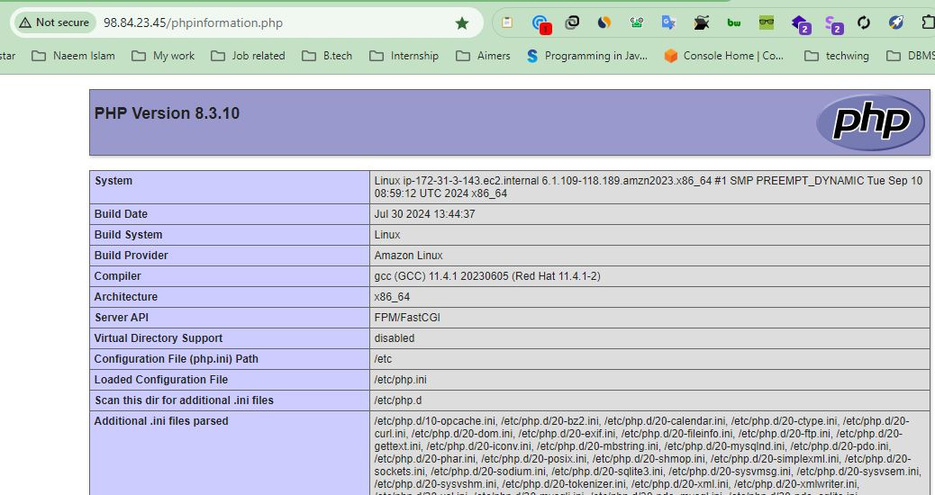 Not secure 98.84.23.45/phpinformation.php 1 bw 2 2
star Naeem Islam My work Job related B.tech Internship Aimers Programming in Jav... Console Home | Co... techwing DBMS
PHP Version 8.3.10 php
System Linux ip-172-31-3-143.ec2.internal 6.1.109-118.189.amzn2023.x86_64 #1 SMP PREEMPT_DYNAMIC Tue Sep 10
08:59:12 UTC 2024 x86_64
Build Date Jul 30 2024 13:44:37
Build System Linux
Build Provider Amazon Linux
Compiler gcc (GCC) 11.4.1 20230605 (Red Hat 11.4.1-2)
Architecture x86_64
Server API FPM/FastCGI
Virtual Directory Support disabled
Configuration File (php.ini) Path /etc
Loaded Configuration File /etc/php.ini
Scan this dir for additional .ini files /etc/php.d
Additional .ini files parsed /etc/php.d/10-opcache.ini, /etc/php.d/20-bz2.ini, /etc/php.d/20-calendar.ini, /etc/php.d/20-ctype.ini, /etc/php.d/20-
curl.ini, /etc/php.d/20-dom.ini, /etc/php.d/20-exif.ini, /etc/php.d/20-fileinfo.ini, /etc/php.d/20-ftp.ini, /etc/php.d/20-
gettext.ini, /etc/php.d/20-iconv.ini, /etc/php.d/20-mbstring.ini, /etc/php.d/20-mysqlnd.ini, /etc/php.d/20-pdo.ini,
/etc/php.d/20-phar.ini, /etc/php.d/20-posix.ini, /etc/php.d/20-shmop.ini, /etc/php.d/20-simplexml.ini, /etc/php.d/20-
sockets.ini, /etc/php.d/20-sodium.ini, /etc/php.d/20-sqlite3.ini, /etc/php.d/20-sysvmsg.ini, /etc/php.d/20-sysvsem.ini,
/etc/php.d/20-sysvshm.ini, /etc/php.d/20-tokenizer.ini, /etc/php.d/20-xml.ini, /etc/php.d/20-xmlwriter.ini,